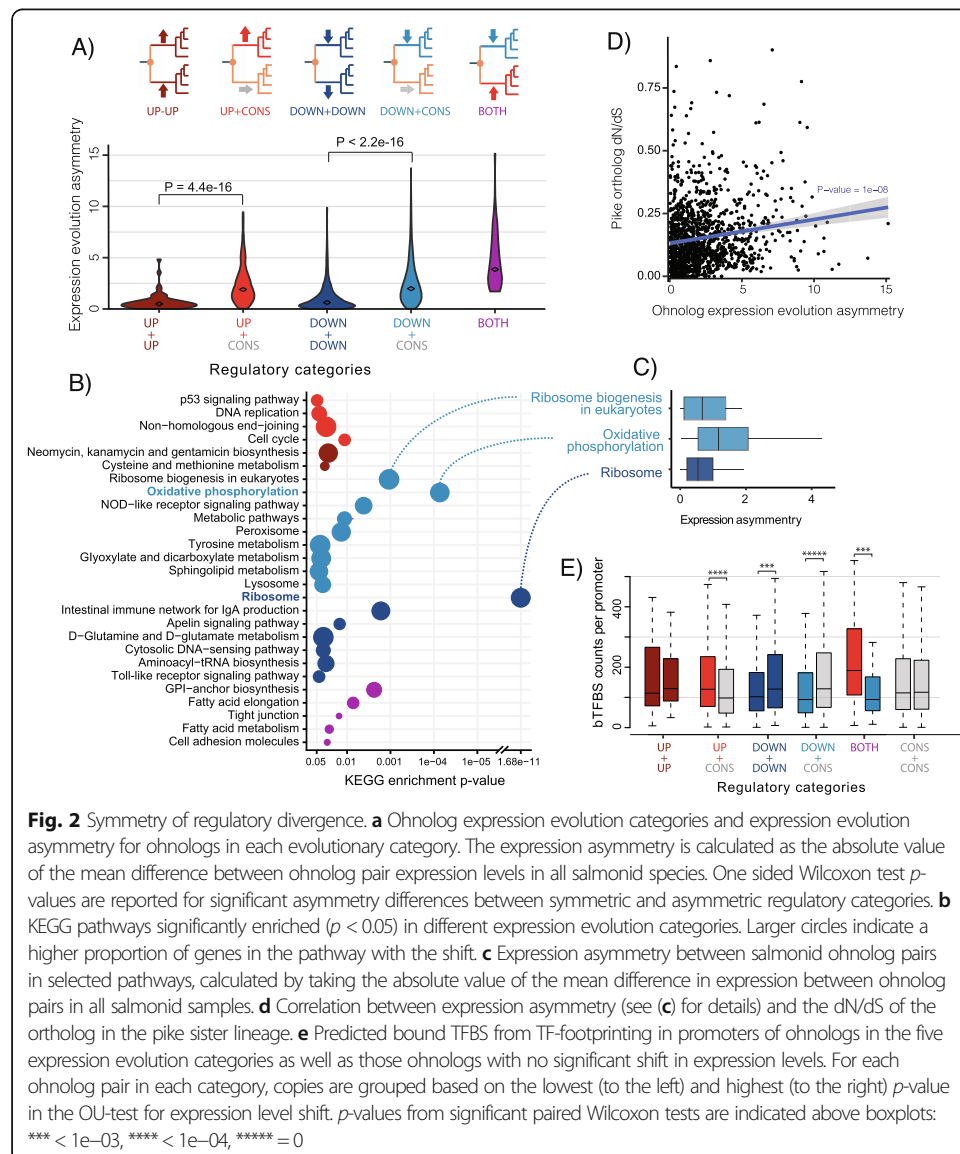 A)
UP-UP
UP+CONS
DOWN+DOWN
DOWN+CONS
BOTH
Expression evolution asymmetry
15
10
5
0
P = 4.4e-16
P < 2.2e-16
UP
+
UP
UP
+
CONS
DOWN
+
DOWN
DOWN
+
CONS
BOTH
Regulatory categories
D)
Pike ortholog dN/dS
0.75
0.50
0.25
0.00
P-value = 1e-08
0
5
10
15
Ohnolog expression evolution asymmetry
B)
p53 signaling pathway
DNA replication
Non-homologous end-joining
Cell cycle
Neomycin, kanamycin and gentamicin biosynthesis
Cysteine and methionine metabolism
Ribosome biogenesis in eukaryotes
Oxidative phosphorylation
NOD-like receptor signaling pathway
Metabolic pathways
Peroxisome
Tyrosine metabolism
Glyoxylate and dicarboxylate metabolism
Sphingolipid metabolism
Lysosome
Ribosome
Intestinal immune network for IgA production
Apelin signaling pathway
D-Glutamine and D-glutamate metabolism
Cytosolic DNA-sensing pathway
Aminoacyl-tRNA biosynthesis
Toll-like receptor signaling pathway
GPI-anchor biosynthesis
Fatty acid elongation
Tight junction
Fatty acid metabolism
Cell adhesion molecules
0.05
0.01
0.001
1e-04
1e-05
1.68e-11
KEGG enrichment p-value
C)
Ribosome biogenesis
in eukaryotes
Oxidative
phosphorylation
Ribosome
0
2
4
Expression asymmentry
E)
bTFBS counts per promoter
0
100
200
****
***
*****
***
UP
+
UP
UP
+
CONS
DOWN
+
DOWN
DOWN
+
CONS
BOTH
CONS
+
CONS
Regulatory categories
Fig. 2 Symmetry of regulatory divergence. a Ohnolog expression evolution categories and expression evolution
asymmetry for ohnologs in each evolutionary category. The expression asymmetry is calculated as the absolute value
of the mean difference between ohnolog pair expression levels in all salmonid species. One sided Wilcoxon test p-
values are reported for significant asymmetry differences between symmetric and asymmetric regulatory categories. b
KEGG pathways significantly enriched (p < 0.05) in different expression evolution categories. Larger circles indicate a
higher proportion of genes in the pathway with the shift. c Expression asymmetry between salmonid ohnolog pairs
in selected pathways, calculated by taking the absolute value of the mean difference in expression between ohnolog
pairs in all salmonid samples. d Correlation between expression asymmetry (see (c) for details) and the dN/dS of the
ortholog in the pike sister lineage. e Predicted bound TFBS from TF-footprinting in promoters of ohnologs in the five
expression evolution categories as well as those ohnologs with no significant shift in expression levels. For each
ohnolog pair in each category, copies are grouped based on the lowest (to the left) and highest (to the right) p-value
in the OU-test for expression level shift. p-values from significant paired Wilcoxon tests are indicated above boxplots:
*** < 1e−03, **** < 1e−04, ***** = 0